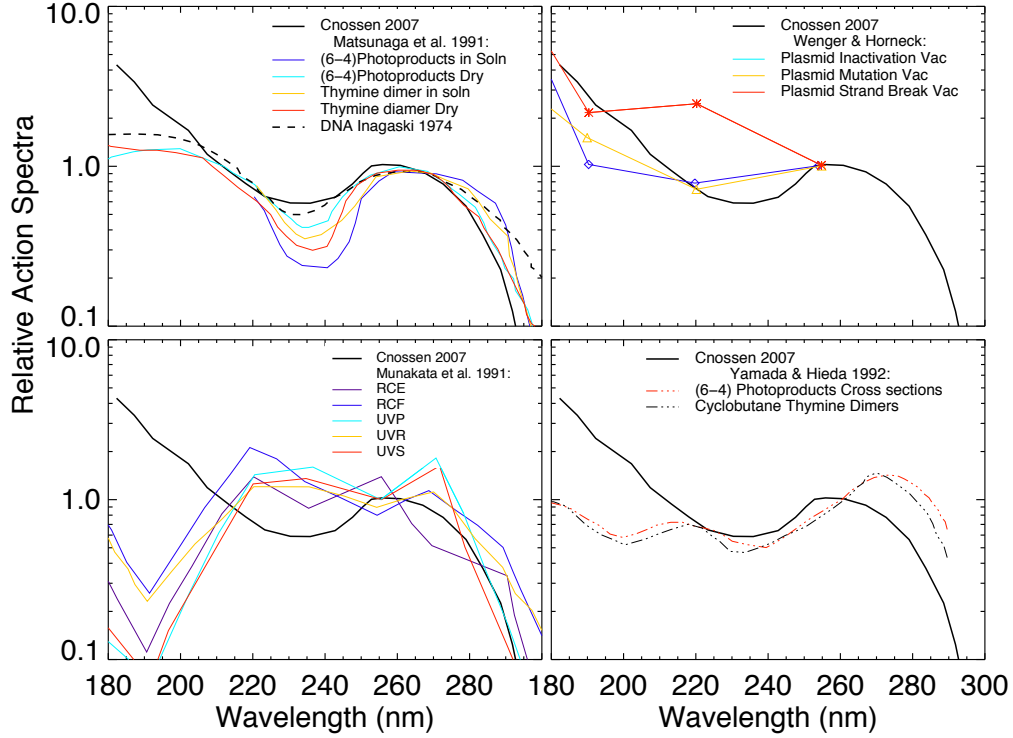 Relative Action Spectra
10.0
1.0
0.1
Cnossen 2007
Matsunaga et al. 1991:
(6−4)Photoproducts in Soln
(6−4)Photoproducts Dry
Thymine dimer in soln
Thymine diamer Dry
DNA Inagaski 1974
Cnossen 2007
Wenger & Horneck:
Plasmid Inactivation Vac
Plasmid Mutation Vac
Plasmid Strand Break Vac
10.0
1.0
0.1
Cnossen 2007
Munakata et al. 1991:
RCE
RCF
UVP
UVR
UVS
Cnossen 2007
Yamada & Hieda 1992:
(6−4) Photoproducts Cross sections
Cyclobutane Thymine Dimers
180 200 220 240 260 280
180 200 220 240 260 280 300
Wavelength (nm)
Wavelength (nm)